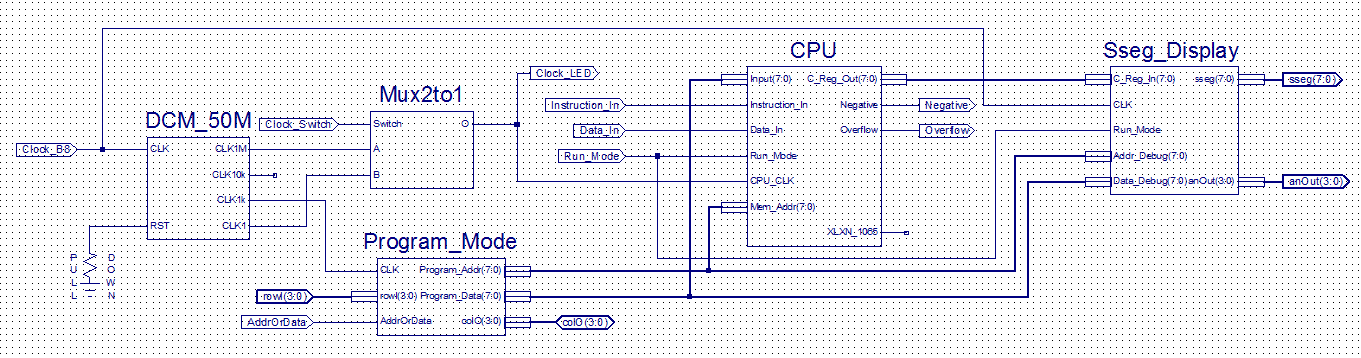 CPU
Sseg_Display
Mux2to1
DCM_50M
Program_Mode
Clock_LED
Input(7:0)
C_Reg_Out(7:0)
C_Reg_In(7:0)
sseg(7:0)
sseg(7:0)
Instruction_In
Instruction_In
Negative
Negative
CLK
Clock_Switch
Switch
O
Data_In
Data_In
Overflow
Overflow
Run_Mode
Clock_B8
CLK
CLK1M
A
Run_Mode
Run_Mode
Addr_Debug(7:0)
CLK10k
B
CPU_CLK
Data_Debug(7:0)
anOut(3:0)
anOut(3:0)
CLK1k
Mem_Addr(7:0)
RST
CLK1
XLXN_1065
PULL
DOWN
CLK
Program_Addr(7:0)
rowI(3:0)
rowI(3:0)
Program_Data(7:0)
AddrOrData
AddrOrData
colO(3:0)
colO(3:0)